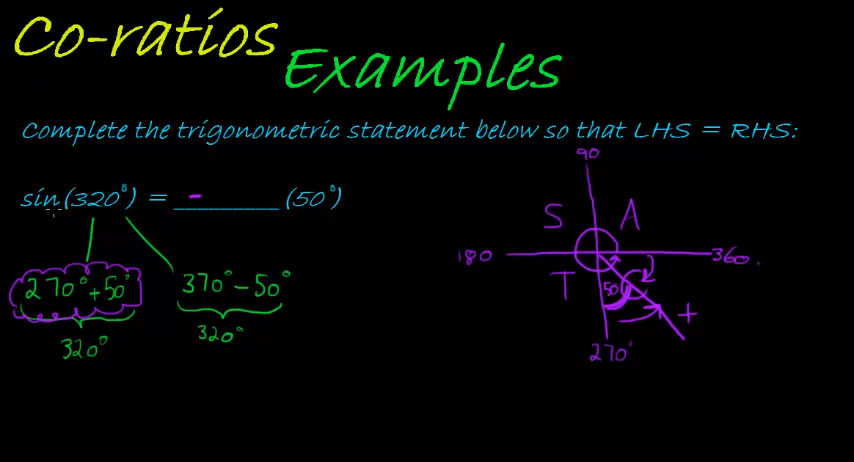 Co-ratios
Examples
Complete the trigonometric statement below so that LHS = RHS:
sin(320°) = -________(50°)
270°+50°
320°
370°-50°
320°
90
S A
180 360.
T 50 +
270°